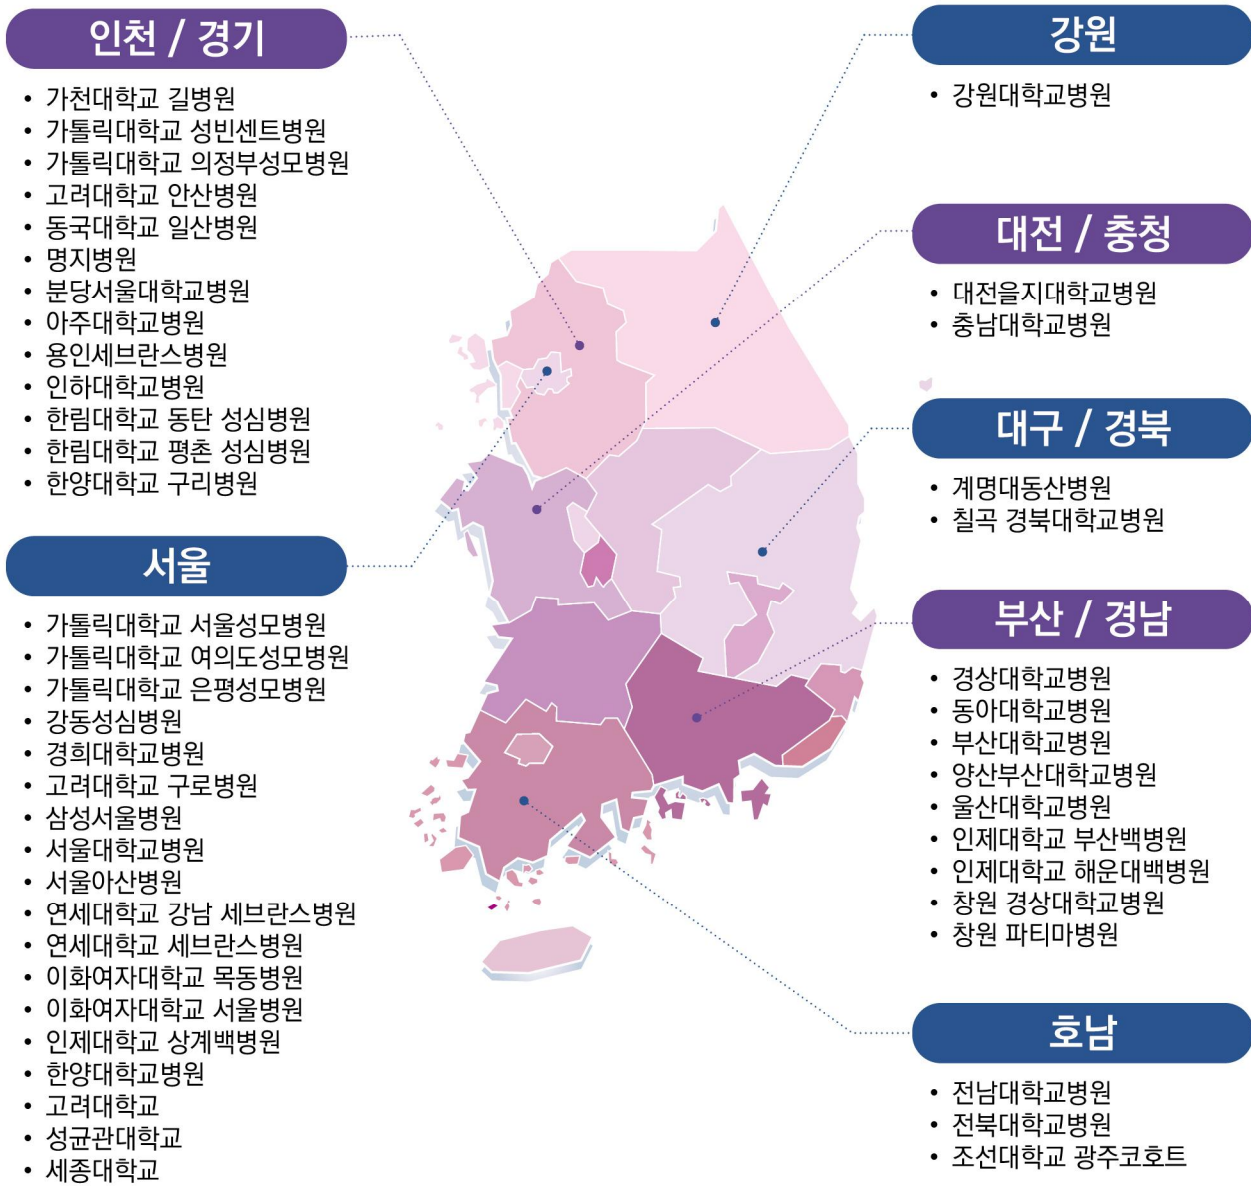 인천 / 경기
• 가천대학교 길병원
• 가톨릭대학교 성빈센트병원
• 가톨릭대학교 의정부성모병원
• 고려대학교 안산병원
• 동국대학교 일산병원
• 명지병원
• 분당서울대학교병원
• 아주대학교병원
• 용인세브란스병원
• 인하대학교병원
• 한림대학교 동탄 성심병원
• 한림대학교 평촌 성심병원
• 한양대학교 구리병원
서울
• 가톨릭대학교 서울성모병원
• 가톨릭대학교 여의도성모병원
• 가톨릭대학교 은평성모병원
• 강동성심병원
• 경희대학교병원
• 고려대학교 구로병원
• 삼성서울병원
• 서울대학교병원
• 서울아산병원
• 연세대학교 강남 세브란스병원
• 연세대학교 세브란스병원
• 이화여자대학교 목동병원
• 이화여자대학교 서울병원
• 인제대학교 상계백병원
• 한양대학교병원
• 고려대학교
• 성균관대학교
• 세종대학교
강원
• 강원대학교병원
대전 / 충청
• 대전을지대학교병원
• 충남대학교병원
대구 / 경북
• 계명대동산병원
• 칠곡 경북대학교병원
부산 / 경남
• 경상대학교병원
• 동아대학교병원
• 부산대학교병원
• 양산부산대학교병원
• 울산대학교병원
• 인제대학교 부산백병원
• 인제대학교 해운대백병원
• 창원 경상대학교병원
• 창원 파티마병원
호남
• 전남대학교병원
• 전북대학교병원
• 조선대학교 광주코호트